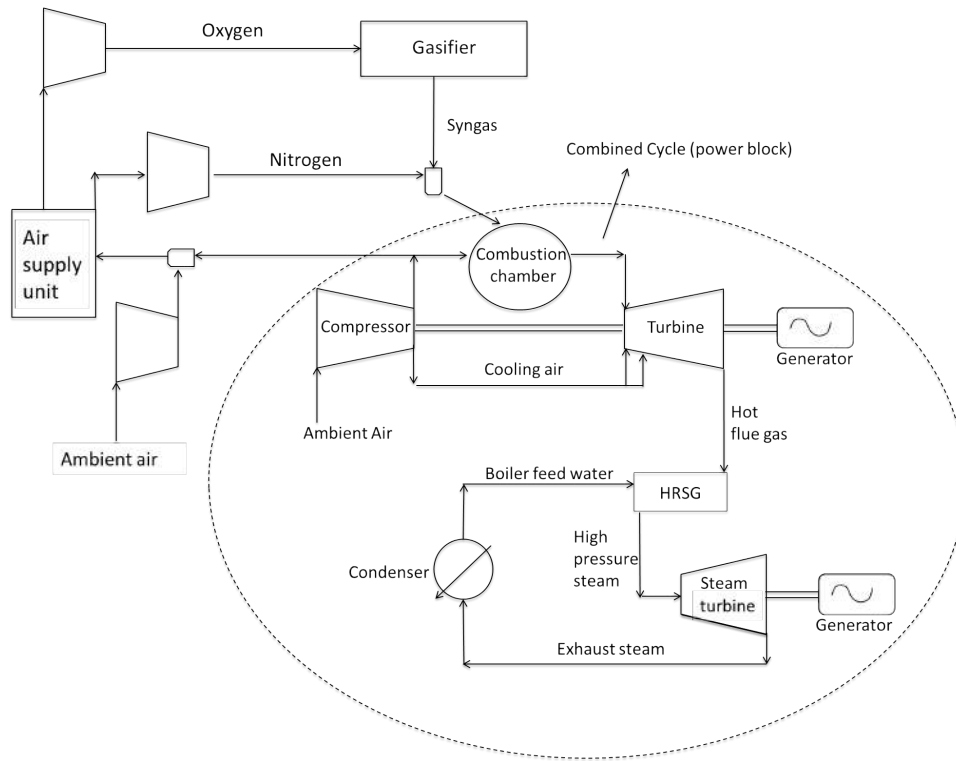 Oxygen
Gasifier
Syngas
Nitrogen
Combined Cycle (power block)
Air
supply
unit
Combustion
chamber
Compressor
Turbine
Generator
Cooling air
Ambient Air
Ambient air
Hot
flue gas
Boiler feed water
HRSG
High
pressure
steam
Condenser
Steam
turbine
Generator
Exhaust steam